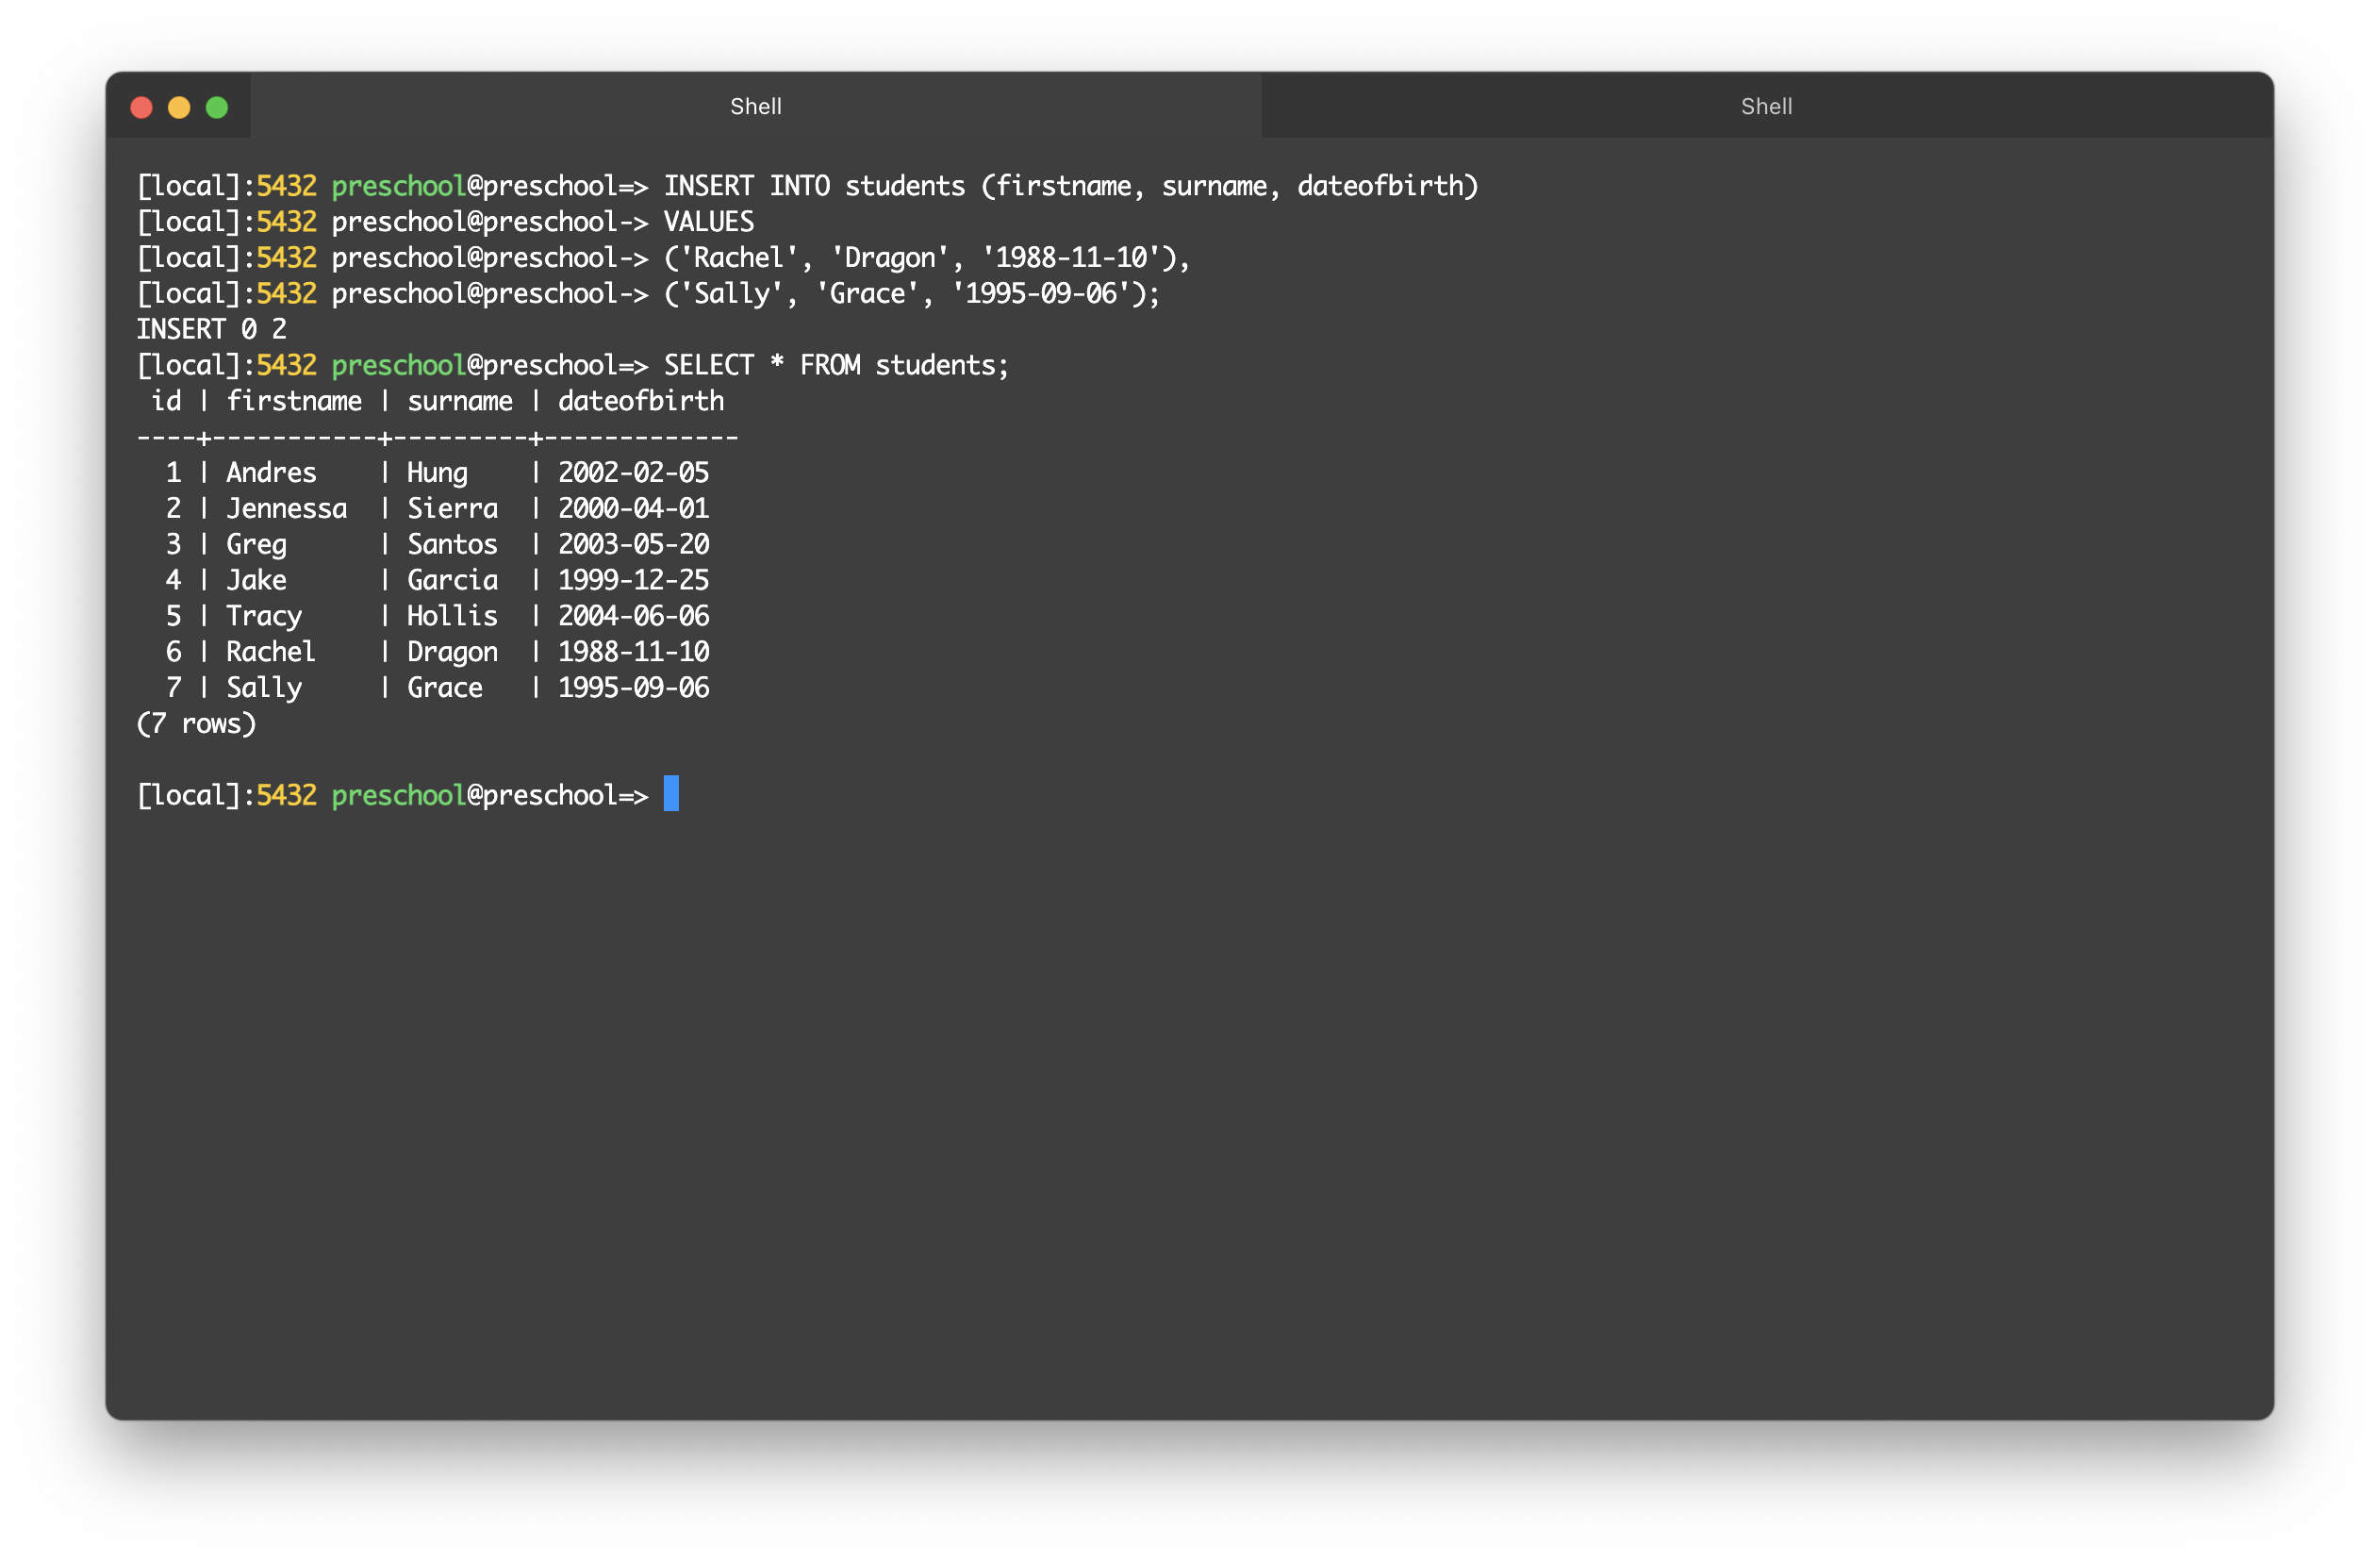 Shell Shell
[local]:5432 preschool@preschool=> INSERT INTO students (firstname, surname, dateofbirth)
[local]:5432 preschool@preschool-> VALUES
[local]:5432 preschool@preschool-> ('Rachel', 'Dragon', '1988-11-10'),
[local]:5432 preschool@preschool-> ('Sally', 'Grace', '1995-09-06');
INSERT 0 2
[local]:5432 preschool@preschool=> SELECT * FROM students;
 id | firstname | surname | dateofbirth
----+-----------+---------+-------------
  1 | Andres    | Hung    | 2002-02-05
  2 | Jennessa  | Sierra  | 2000-04-01
  3 | Greg      | Santos  | 2003-05-20
  4 | Jake      | Garcia  | 1999-12-25
  5 | Tracy     | Hollis  | 2004-06-06
  6 | Rachel    | Dragon  | 1988-11-10
  7 | Sally     | Grace   | 1995-09-06
(7 rows)
[local]:5432 preschool@preschool=>